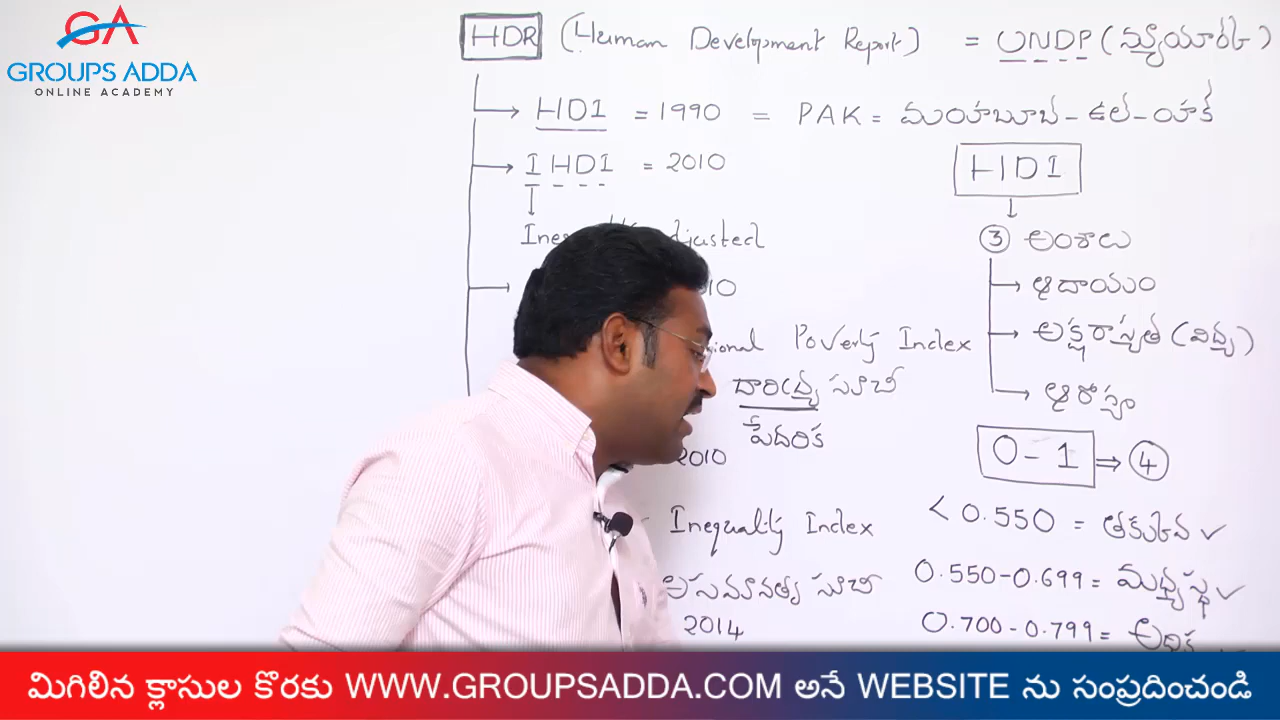 GA
GROUPS ADDA
ONLINE ACADEMY
HDR (Human Development Report) = UNDP (న్యూయార్క్)
HDI = 1990 = PAK = మహబూబ్-ఉల్-హక్
IHDI = 2010
adjusted
10
Poverty Index
దారిద్ర్య సూచీ
పేదరిక
2010
Inequality Index
అసమానత్వ సూచీ
2014
HDI
3 అంశాలు
ఆదాయం
అక్షరాస్యత (విద్య)
ఆరోగ్యం
0-1 ⇒ 4
< 0.550 = తక్కువ ✓
0.550-0.699 = మధ్యస్థ ✓
0.700-0.799 = అధిక
మిగిలిన క్లాసుల కొరకు WWW.GROUPSADDA.COM అనే WEBSITE ను సంప్రదించండి